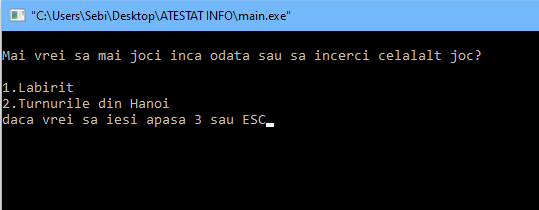 "C:\Users\Sebi\Desktop\ATESTAT INFO\main.exe"
Mai vrei sa mai joci inca odata sau sa incerci celalalt joc?
1.Labirit
2.Turnurile din Hanoi
daca vrei sa iesi apasa 3 sau ESC